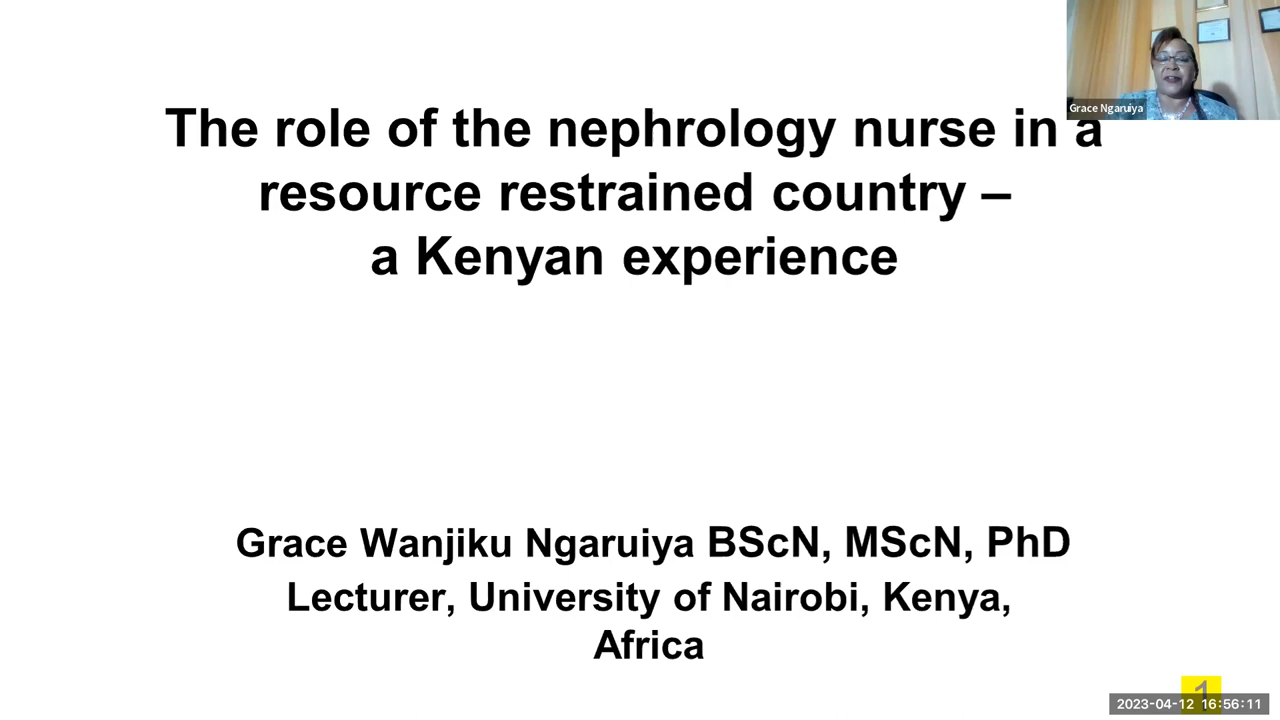 Grace Ngaruiya
The role of the nephrology nurse in a
resource restrained country –
a Kenyan experience
Grace Wanjiku Ngaruiya BScN, MScN, PhD
Lecturer, University of Nairobi, Kenya,
Africa
1
2023-04-12 16:56:11